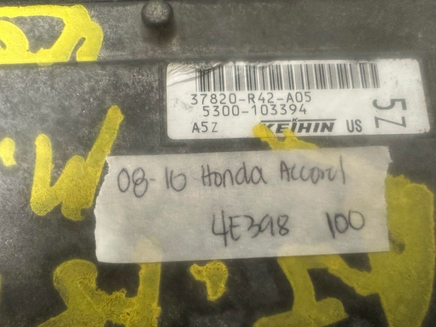 37820-R42-A05
5300-103394
A5Z KEIHIN US
5Z
08-10 Honda Accord
4E398 100